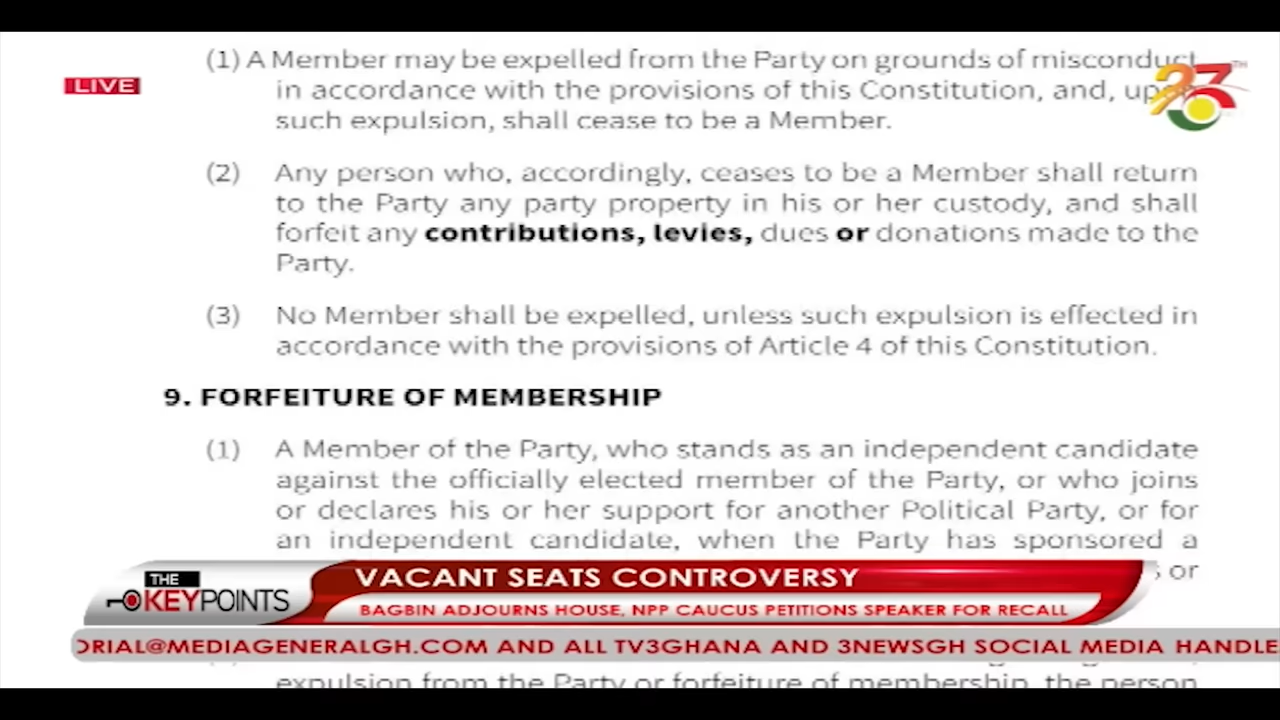 (1) A Member may be expelled from the Party on grounds of misconduct
LIVE
in accordance with the provisions of this Constitution, and, upon
such expulsion, shall cease to be a Member.
(2) Any person who, accordingly, ceases to be a Member shall return
to the Party any party property in his or her custody, and shall
forfeit any contributions, levies, dues or donations made to the
Party.
(3) No Member shall be expelled, unless such expulsion is effected in
accordance with the provisions of Article 4 of this Constitution.
9. FORFEITURE OF MEMBERSHIP
(1) A Member of the Party, who stands as an independent candidate
against the officially elected member of the Party, or who joins
or declares his or her support for another Political Party, or for
an independent candidate, when the Party has sponsored a
or
THE
KEYPOINTS
VACANT SEATS CONTROVERSY
BAGBIN ADJOURNS HOUSE, NPP CAUCUS PETITIONS SPEAKER FOR RECALL
ORIAL@MEDIAGENERALGH.COM AND ALL TV3GHANA AND 3NEWSGH SOCIAL MEDIA HANDLE
expulsion from the Party or forfeiture of membership, the person